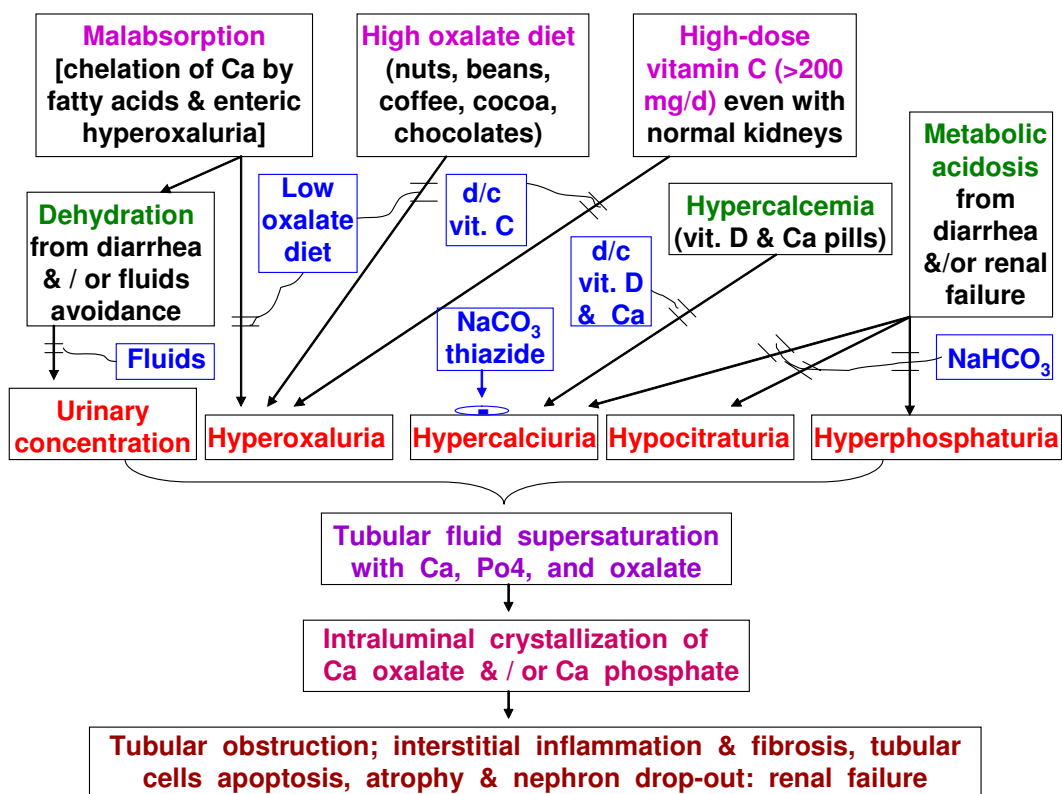 Malabsorption
[chelation of Ca by
fatty acids & enteric
hyperoxaluria]
High oxalate diet
(nuts, beans,
coffee, cocoa,
chocolates)
High-dose
vitamin C (>200
mg/d) even with
normal kidneys
Metabolic
acidosis
from
diarrhea
&/or renal
failure
Dehydration
from diarrhea
& / or fluids
avoidance
Low
oxalate
diet
d/c
vit. C
Hypercalcemia
(vit. D & Ca pills)
d/c
vit. D
& Ca
NaCO3
thiazide
Fluids
NaHCO3
Urinary
concentration
Hyperoxaluria
Hypercalciuria
Hypocitraturia
Hyperphosphaturia
Tubular fluid supersaturation
with Ca, Po4, and oxalate
Intraluminal crystallization of
Ca oxalate & / or Ca phosphate
Tubular obstruction; interstitial inflammation & fibrosis, tubular
cells apoptosis, atrophy & nephron drop-out: renal failure